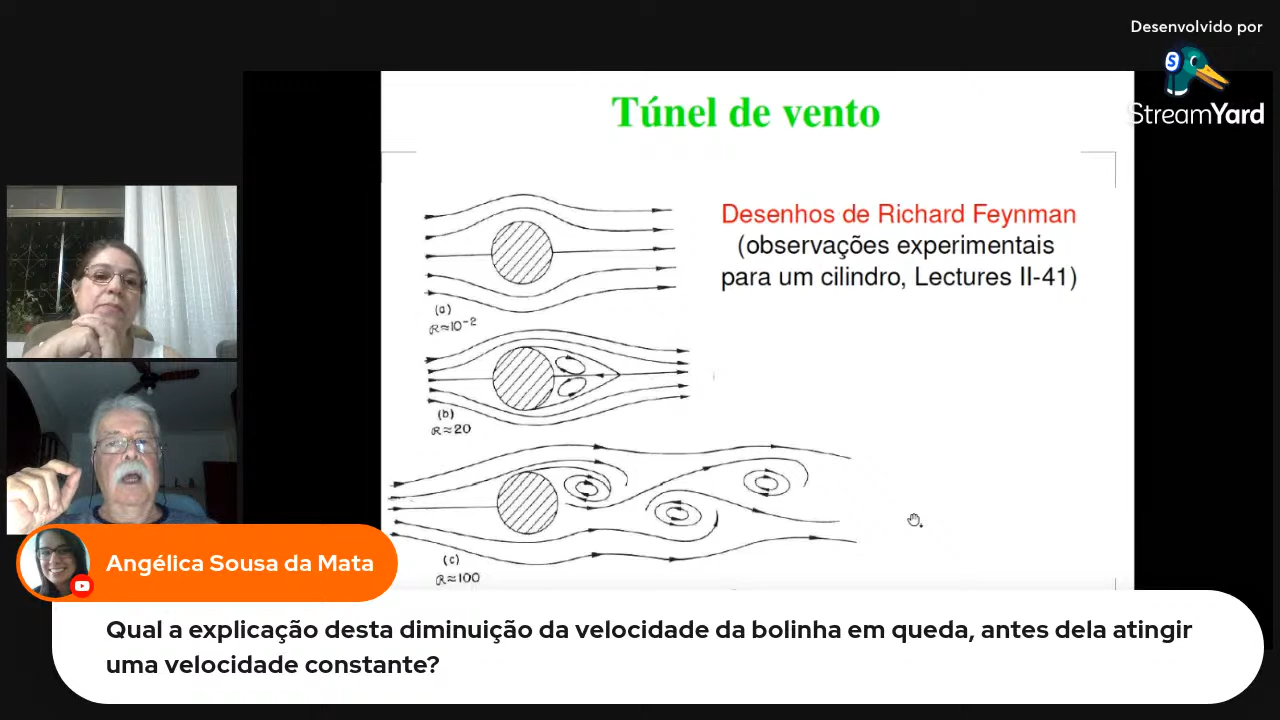 Desenvolvido por
StreamYard
Túnel de vento
Desenhos de Richard Feynman
(observações experimentais
para um cilindro, Lectures II-41)
(a)
R≈10⁻²
(b)
R≈20
(c)
R≈100
Angélica Sousa da Mata
Qual a explicação desta diminuição da velocidade da bolinha em queda, antes dela atingir
uma velocidade constante?